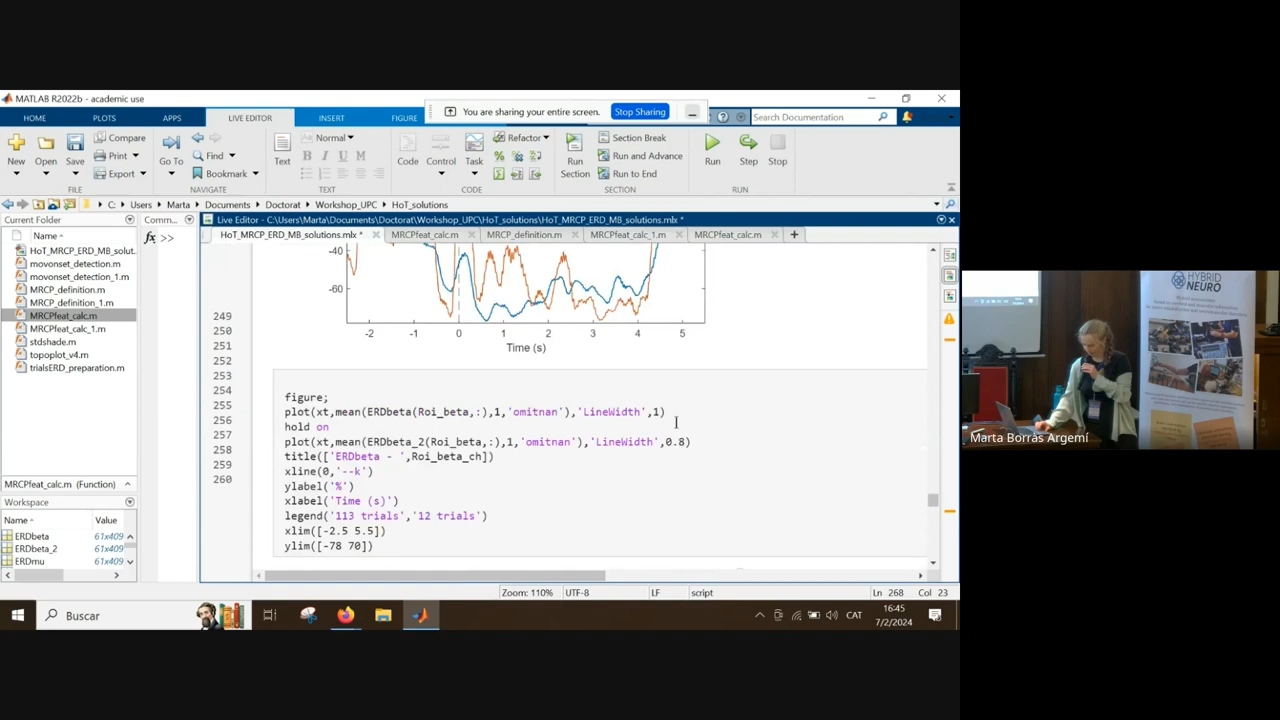 MATLAB R2022b - academic use
You are sharing your entire screen. Stop Sharing
HOME PLOTS APPS LIVE EDITOR INSERT FIGURE
Search Documentation
New Open Save Compare Print Export
FILE
Go To Find Bookmark
NAVIGATE
Text Normal B I U M
TEXT
Code Control Task Refactor
CODE
Run Section Section Break Run and Advance Run to End
SECTION
Run Step Stop
RUN
C: Users Marta Documents Doctorat Workshop_UPC HoT_solutions
Current Folder
Name
HoT_MRCP_ERD_MB_solut...
movonset_detection.m
movonset_detection_1.m
MRCP_definition.m
MRCP_definition_1.m
MRCPfeat_calc.m
MRCPfeat_calc_1.m
stdshade.m
topoplot_v4.m
trialsERD_preparation.m
MRCPfeat_calc.m (Function)
Workspace
Name Value
ERDbeta 61x409
ERDbeta_2 61x409
ERDmu 61x409
Comm...
fx >>
Live Editor - C:\Users\Marta\Documents\Doctorat\Workshop_UPC\HoT_solutions\HoT_MRCP_ERD_MB_solutions.mlx *
HoT_MRCP_ERD_MB_solutions.mlx * MRCPfeat_calc.m MRCP_definition.m MRCPfeat_calc_1.m MRCPfeat_calc.m
-40
-60
-2 -1 0 1 2 3 4 5
Time (s)
249
250
251
252
253
254
255
256
257
258
259
260
figure;
plot(xt,mean(ERDbeta(Roi_beta,:),1,'omitnan'),'LineWidth',1)
hold on
plot(xt,mean(ERDbeta_2(Roi_beta,:),1,'omitnan'),'LineWidth',0.8)
title(['ERDbeta - ',Roi_beta_ch])
xline(0,'--k')
ylabel('%')
xlabel('Time (s)')
legend('113 trials','12 trials')
xlim([-2.5 5.5])
ylim([-78 70])
Zoom: 110% UTF-8 LF script Ln 268 Col 23
Buscar
CAT
16:45
7/2/2024
HYBRID
NEURO
Marta Borràs Argemí